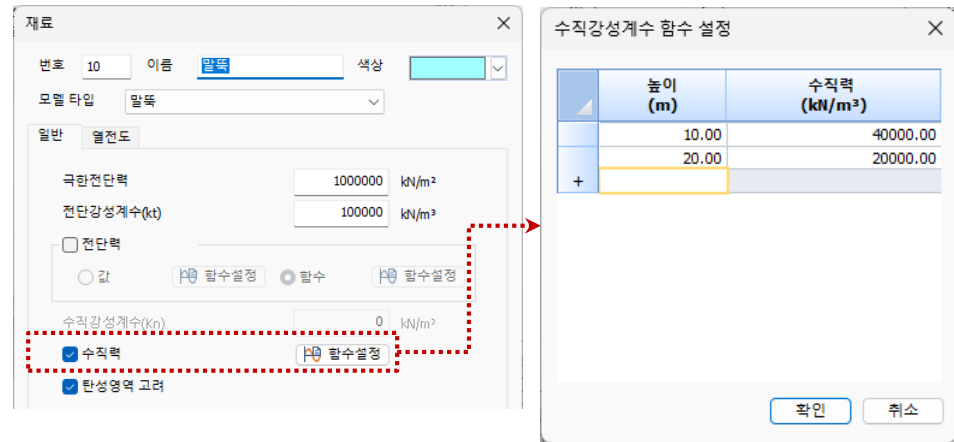 재료
번호 10 이름 말뚝 색상
모델 타입 말뚝
일반 열전도
극한전단력 1000000 kN/m²
전단강성계수(kt) 100000 kN/m³
전단력
값 함수설정 함수 함수설정
수직강성계수(Kn) 0 kN/m³
수직력 함수설정
탄성영역 고려
수직강성계수 함수 설정
높이 (m) 수직력 (kN/m³)
10.00 40000.00
20.00 20000.00
+
확인 취소